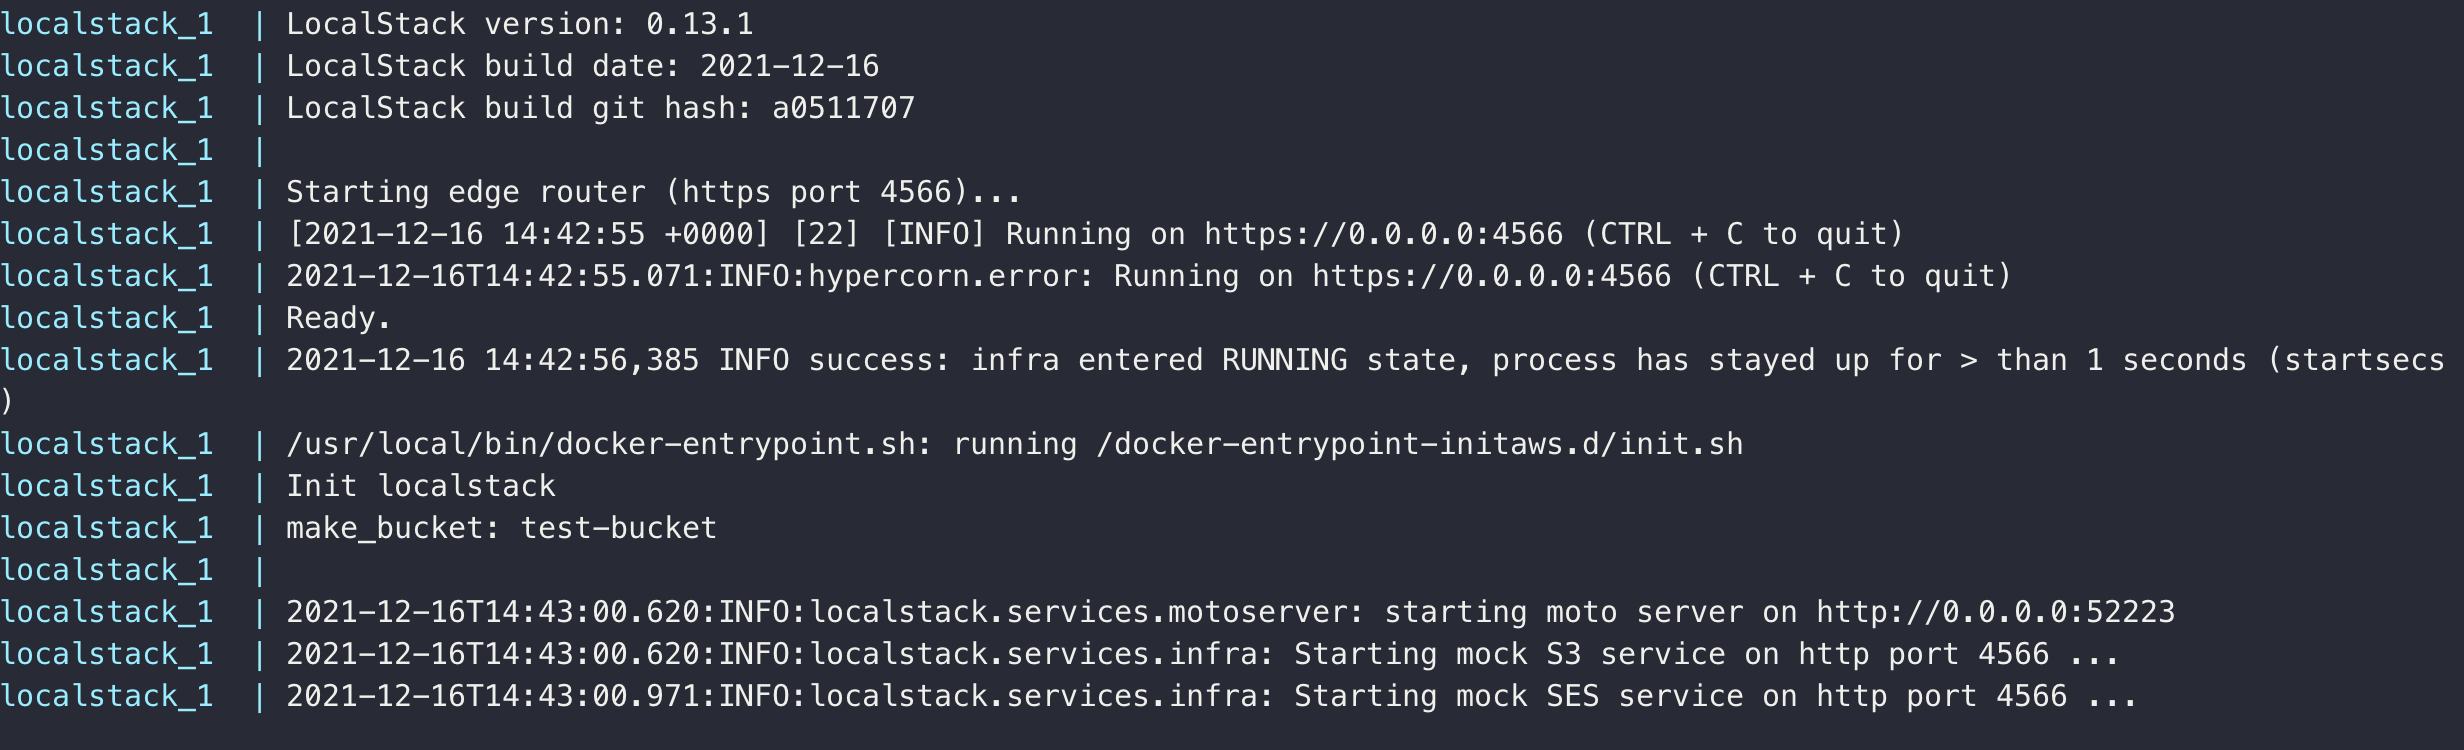 localstack_1  | LocalStack version: 0.13.1
localstack_1  | LocalStack build date: 2021-12-16
localstack_1  | LocalStack build git hash: a0511707
localstack_1  |
localstack_1  | Starting edge router (https port 4566)...
localstack_1  | [2021-12-16 14:42:55 +0000] [22] [INFO] Running on https://0.0.0.0:4566 (CTRL + C to quit)
localstack_1  | 2021-12-16T14:42:55.071:INFO:hypercorn.error: Running on https://0.0.0.0:4566 (CTRL + C to quit)
localstack_1  | Ready.
localstack_1  | 2021-12-16 14:42:56,385 INFO success: infra entered RUNNING state, process has stayed up for > than 1 seconds (startsecs
)
localstack_1  | /usr/local/bin/docker-entrypoint.sh: running /docker-entrypoint-initaws.d/init.sh
localstack_1  | Init localstack
localstack_1  | make_bucket: test-bucket
localstack_1  |
localstack_1  | 2021-12-16T14:43:00.620:INFO:localstack.services.motoserver: starting moto server on http://0.0.0.0:52223
localstack_1  | 2021-12-16T14:43:00.620:INFO:localstack.services.infra: Starting mock S3 service on http port 4566 ...
localstack_1  | 2021-12-16T14:43:00.971:INFO:localstack.services.infra: Starting mock SES service on http port 4566 ...